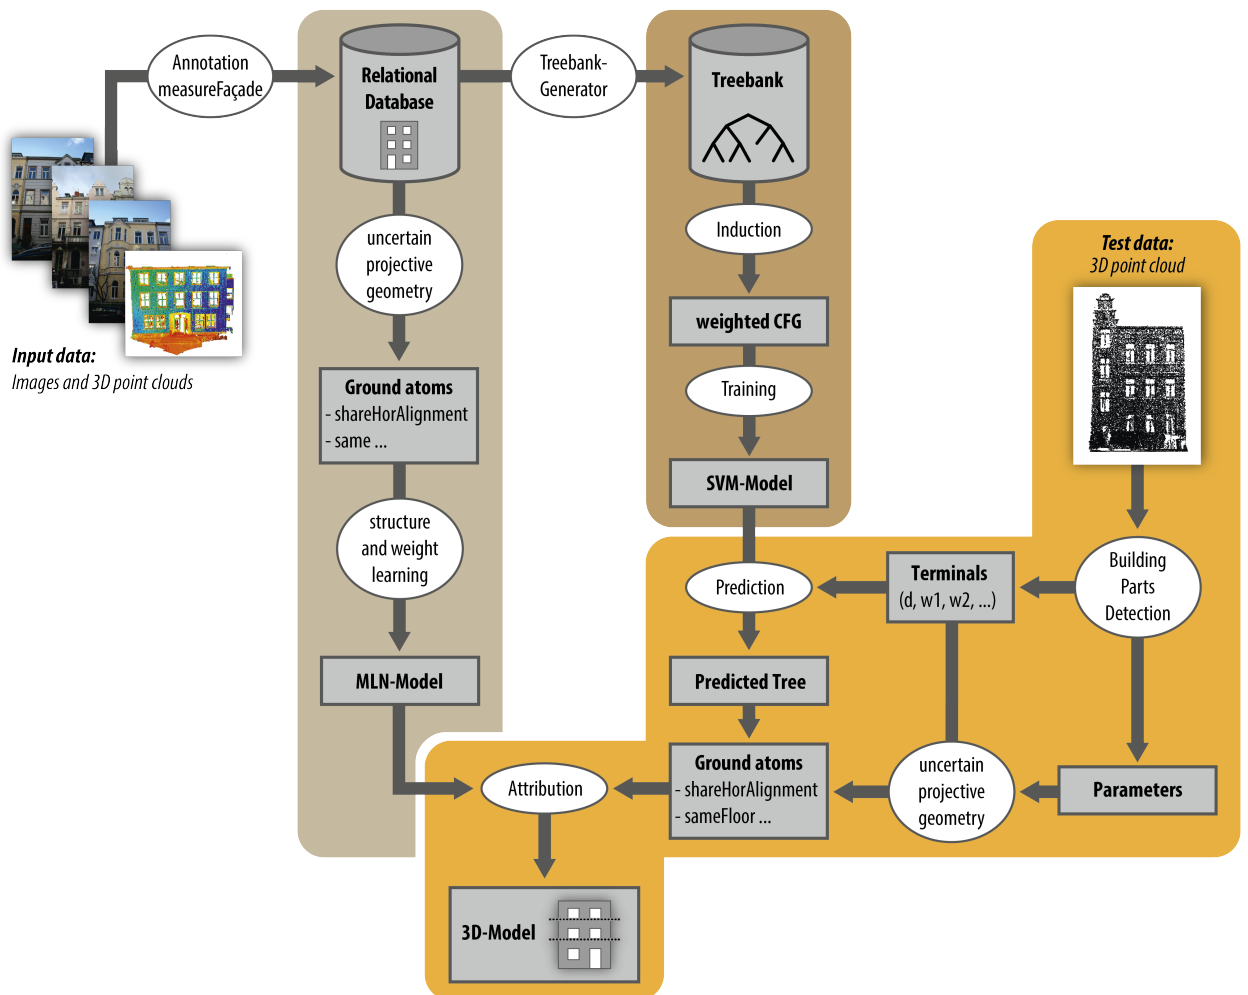 Annotation
measureFaçade
Relational
Database
Treebank-
Generator
Treebank
uncertain
projective
geometry
Induction
Test data:
3D point cloud
weighted CFG
Input data:
Images and 3D point clouds
Ground atoms
- shareHorAlignment
- same ...
Training
SVM-Model
structure
and weight
learning
Prediction
Terminals
(d, w1, w2, ...)
Building
Parts
Detection
MLN-Model
Predicted Tree
Attribution
Ground atoms
- shareHorAlignment
- sameFloor ...
uncertain
projective
geometry
Parameters
3D-Model